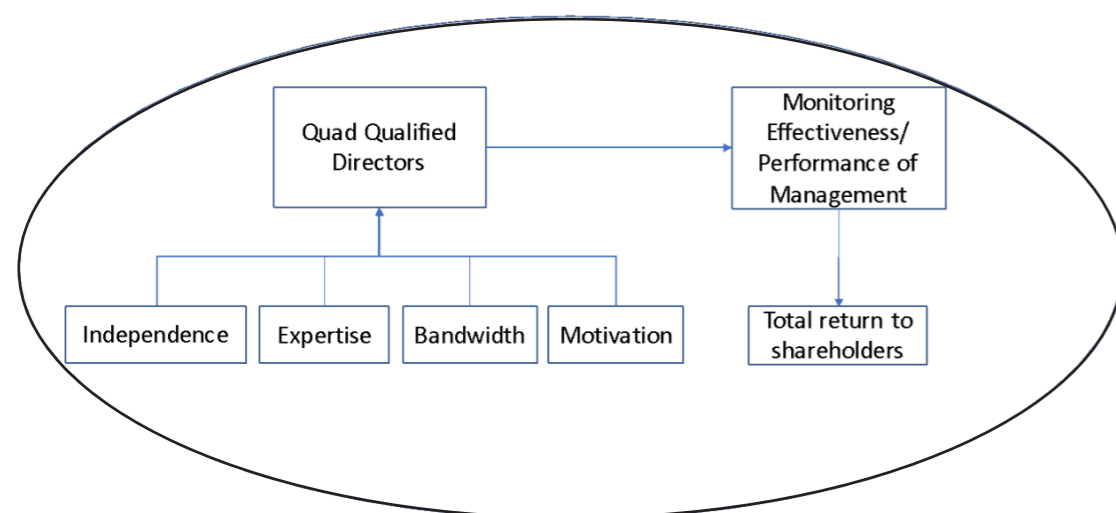 Quad Qualified
Directors
Monitoring
Effectiveness/
Performance of
Management
Independence
Expertise
Bandwidth
Motivation
Total return to
shareholders